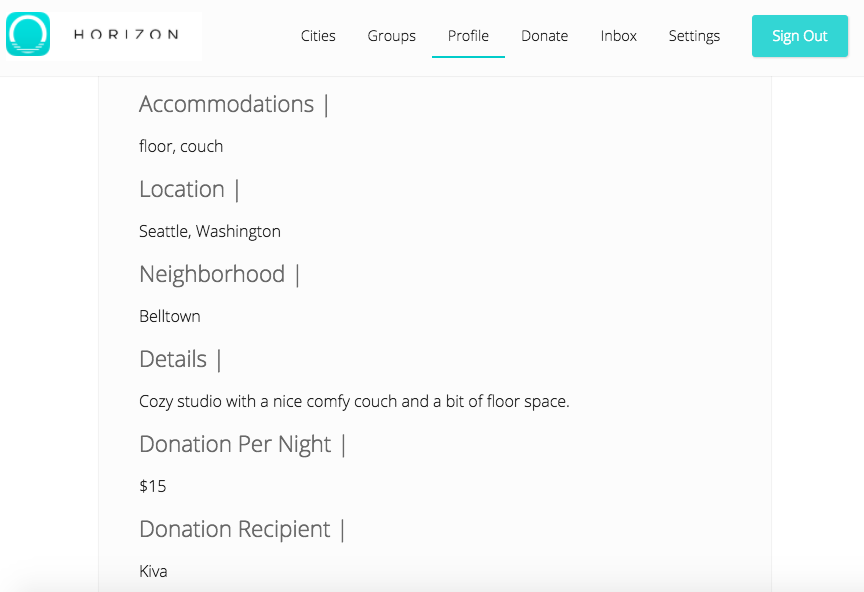 HORIZON
Cities Groups Profile Donate Inbox Settings Sign Out
Accommodations |
floor, couch
Location |
Seattle, Washington
Neighborhood |
Belltown
Details |
Cozy studio with a nice comfy couch and a bit of floor space.
Donation Per Night |
$15
Donation Recipient |
Kiva